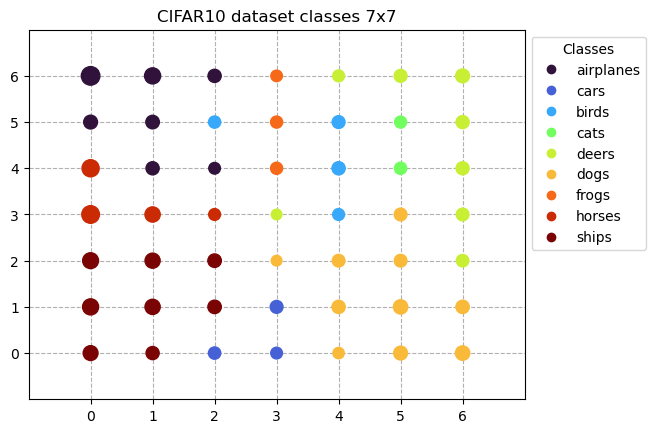 CIFAR10 dataset classes 7x7
6
5
4
3
2
1
0
0 1 2 3 4 5 6
Classes
airplanes
cars
birds
cats
deers
dogs
frogs
horses
ships